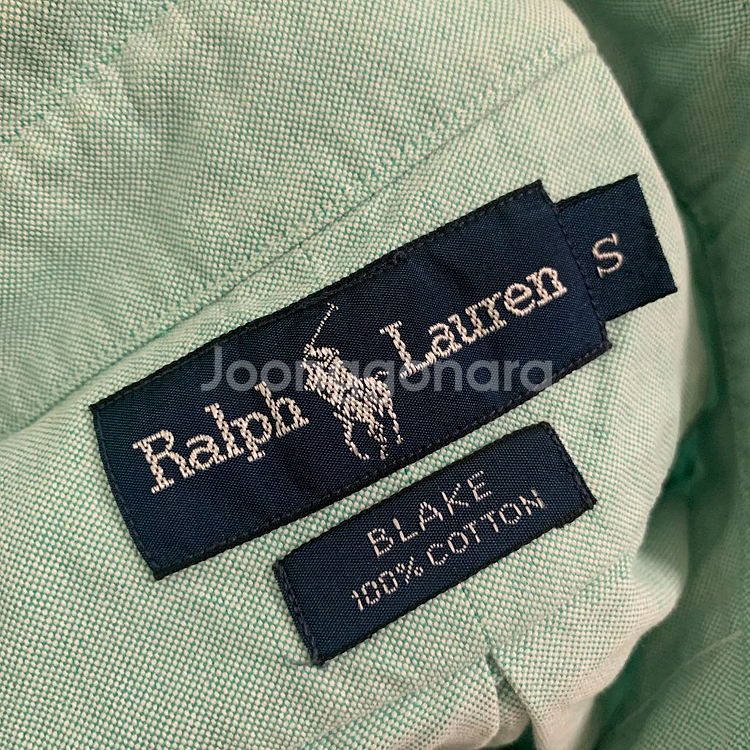 Ralph Lauren
S
BLAKE
100% COTTON
Joongonara